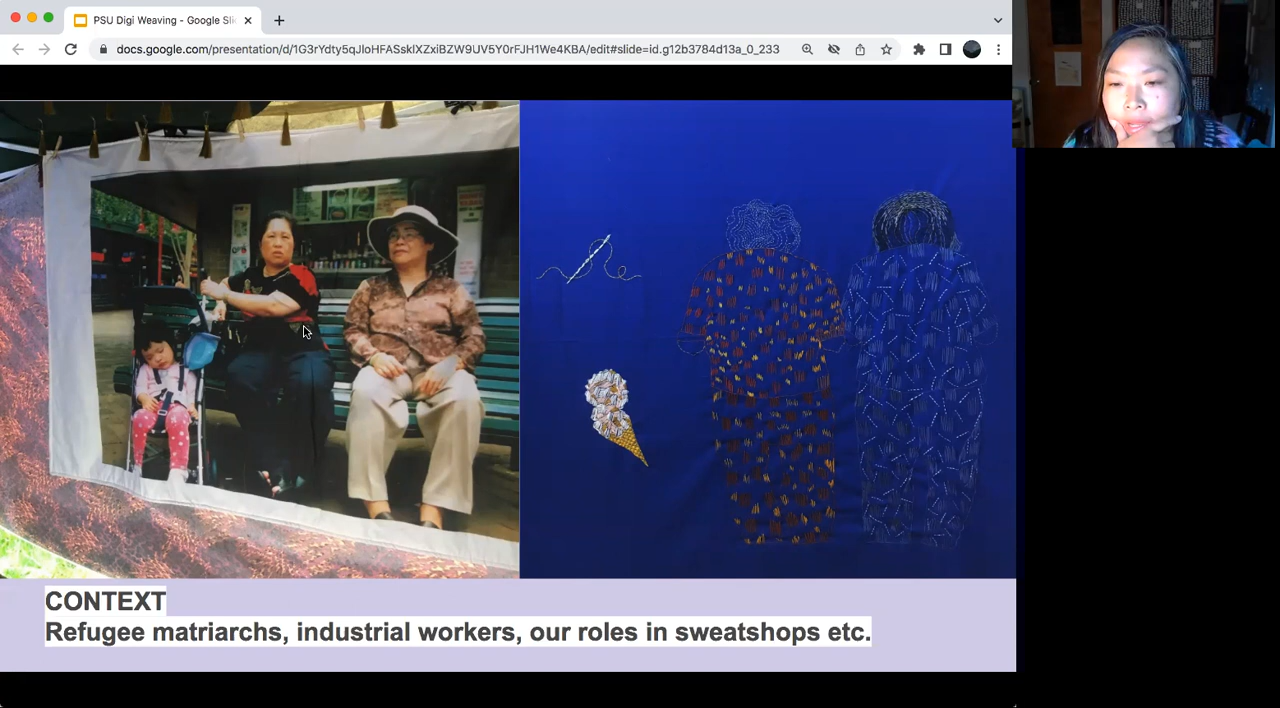 PSU Digi Weaving - Google Sli
docs.google.com/presentation/d/1G3rYdty5qJIoHFASsklXZxiBZW9UV5Y0rFJH1We4KBA/edit#slide=id.g12b3784d13a_0_233
CONTEXT
Refugee matriarchs, industrial workers, our roles in sweatshops etc.